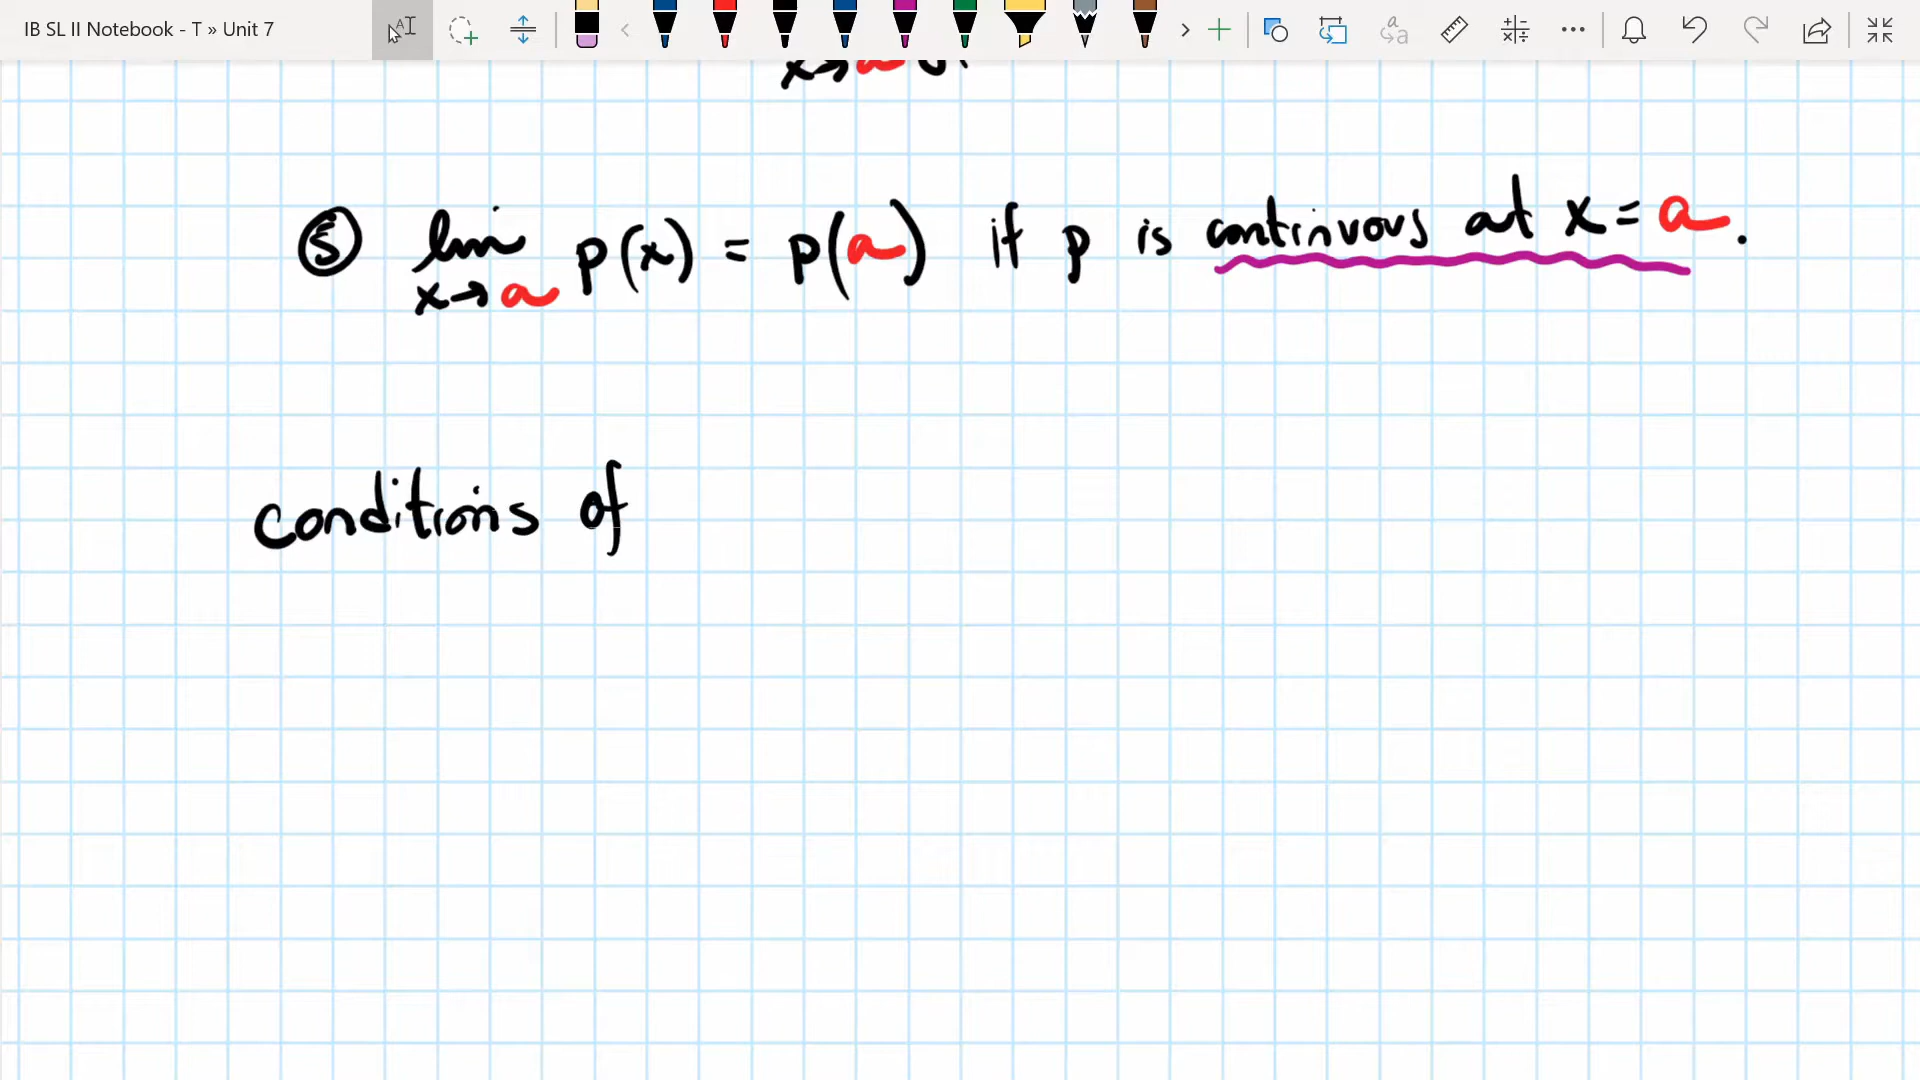 IB SL II Notebook - T » Unit 7
⑤ lim p(x) = p(a) if p is continuous at x = a.
x→a
conditions of